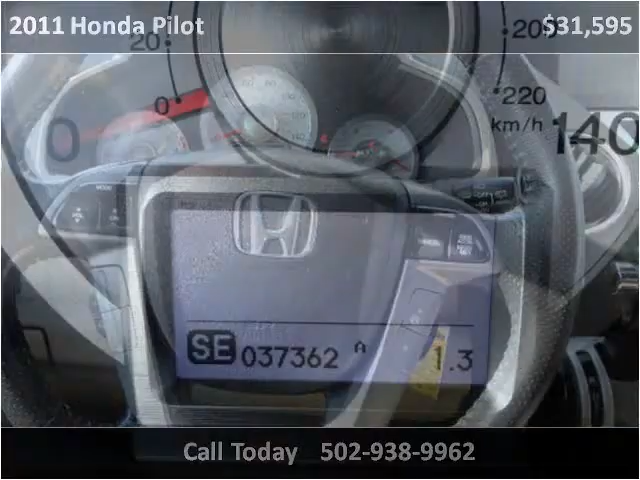 2011 Honda Pilot $31,595
20 200
0 220
km/h
0 140
SE 037362 A 1.3
Call Today 502-938-9962